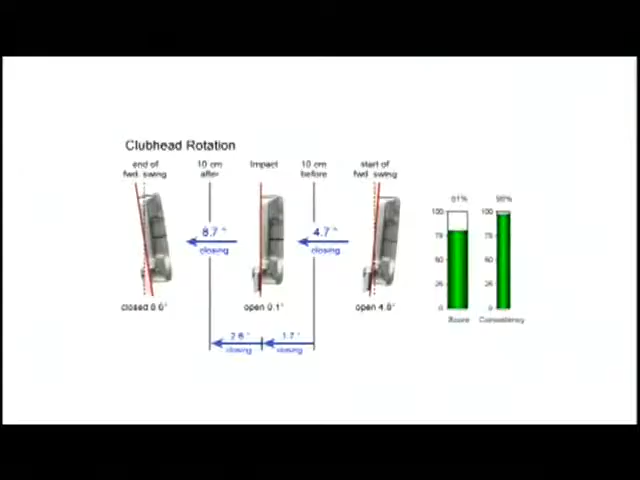 Clubhead Rotation
end of
fwd. swing
10 cm
after
Impact
10 cm
before
start of
fwd. swing
8.7 °
closing
4.7 °
closing
closed 8.6°
open 0.1°
open 4.8°
2.6 °
closing
1.7 °
closing
81%
98%
100
75
50
25
0
Score
100
75
50
25
0
Consistency